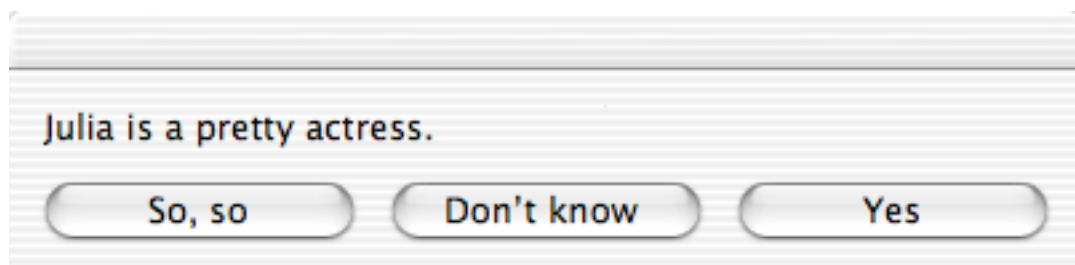 Julia is a pretty actress.
So, so Don't know Yes